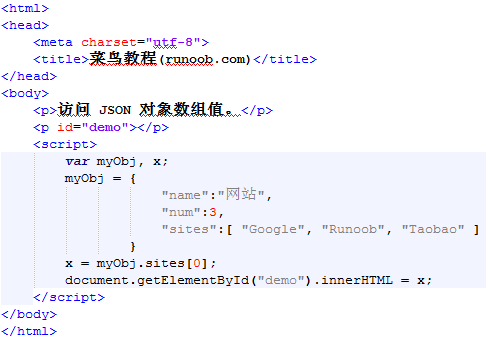 <html>
<head>
<meta charset="utf-8">
<title>菜鸟教程(runoob.com)</title>
</head>
<body>
<p>访问 JSON 对象数组值。</p>
<p id="demo"></p>
<script>
var myObj, x;
myObj = {
"name":"网站",
"num":3,
"sites":[ "Google", "Runoob", "Taobao" ]
}
x = myObj.sites[0];
document.getElementById("demo").innerHTML = x;
</script>
</body>
</html>